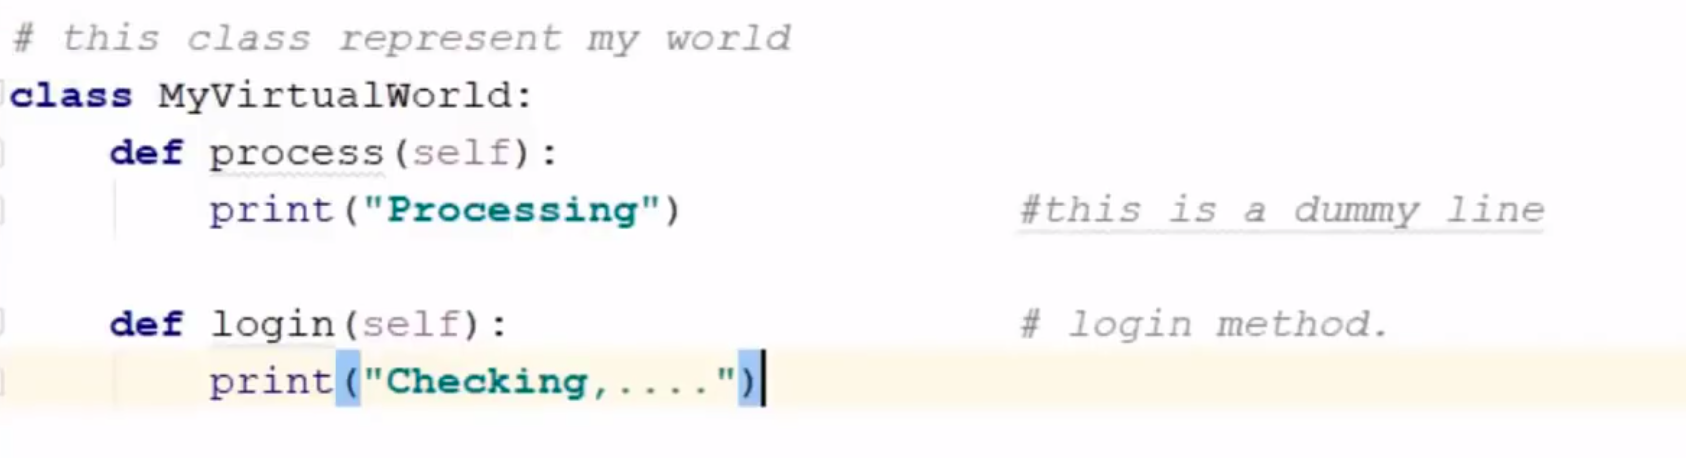 # this class represent my world
class MyVirtualWorld:
    def process(self):
        print("Processing")                #this is a dummy line

    def login(self):                       # login method.
        print("Checking,....")